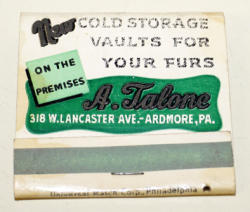 New COLD STORAGE
VAULTS FOR
YOUR FURS
ON THE
PREMISES
A. Talone
318 W. LANCASTER AVE.-ARDMORE, PA.
Universal Match Corp., Philadelphia